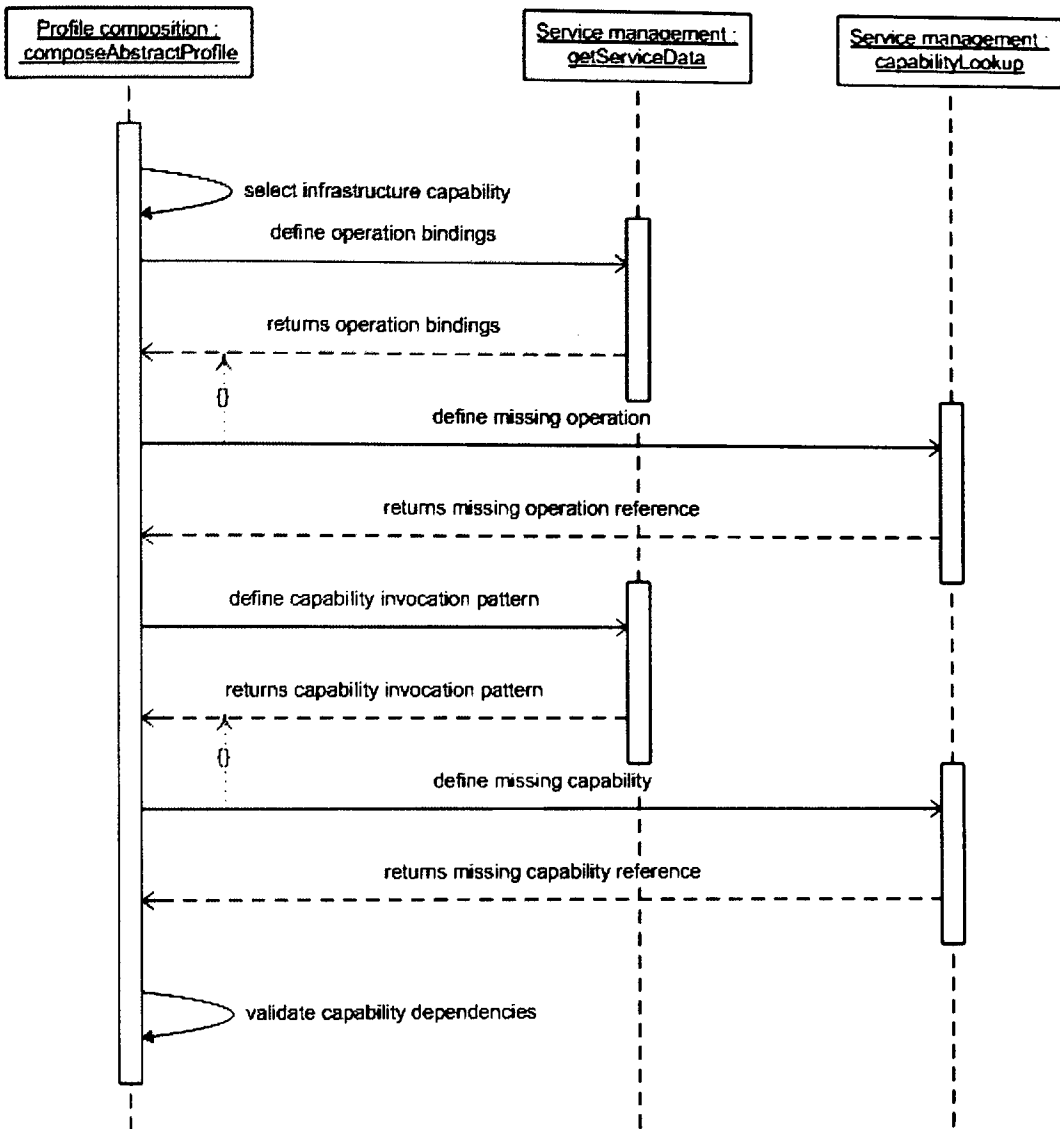 Profile composition :
composeAbstractProfile
Service management :
getServiceData
Service management :
capabilityLookup
select infrastructure capability
define operation bindings
returns operation bindings
{}
define missing operation
returns missing operation reference
define capability invocation pattern
returns capability invocation pattern
{}
define missing capability
returns missing capability reference
validate capability dependencies